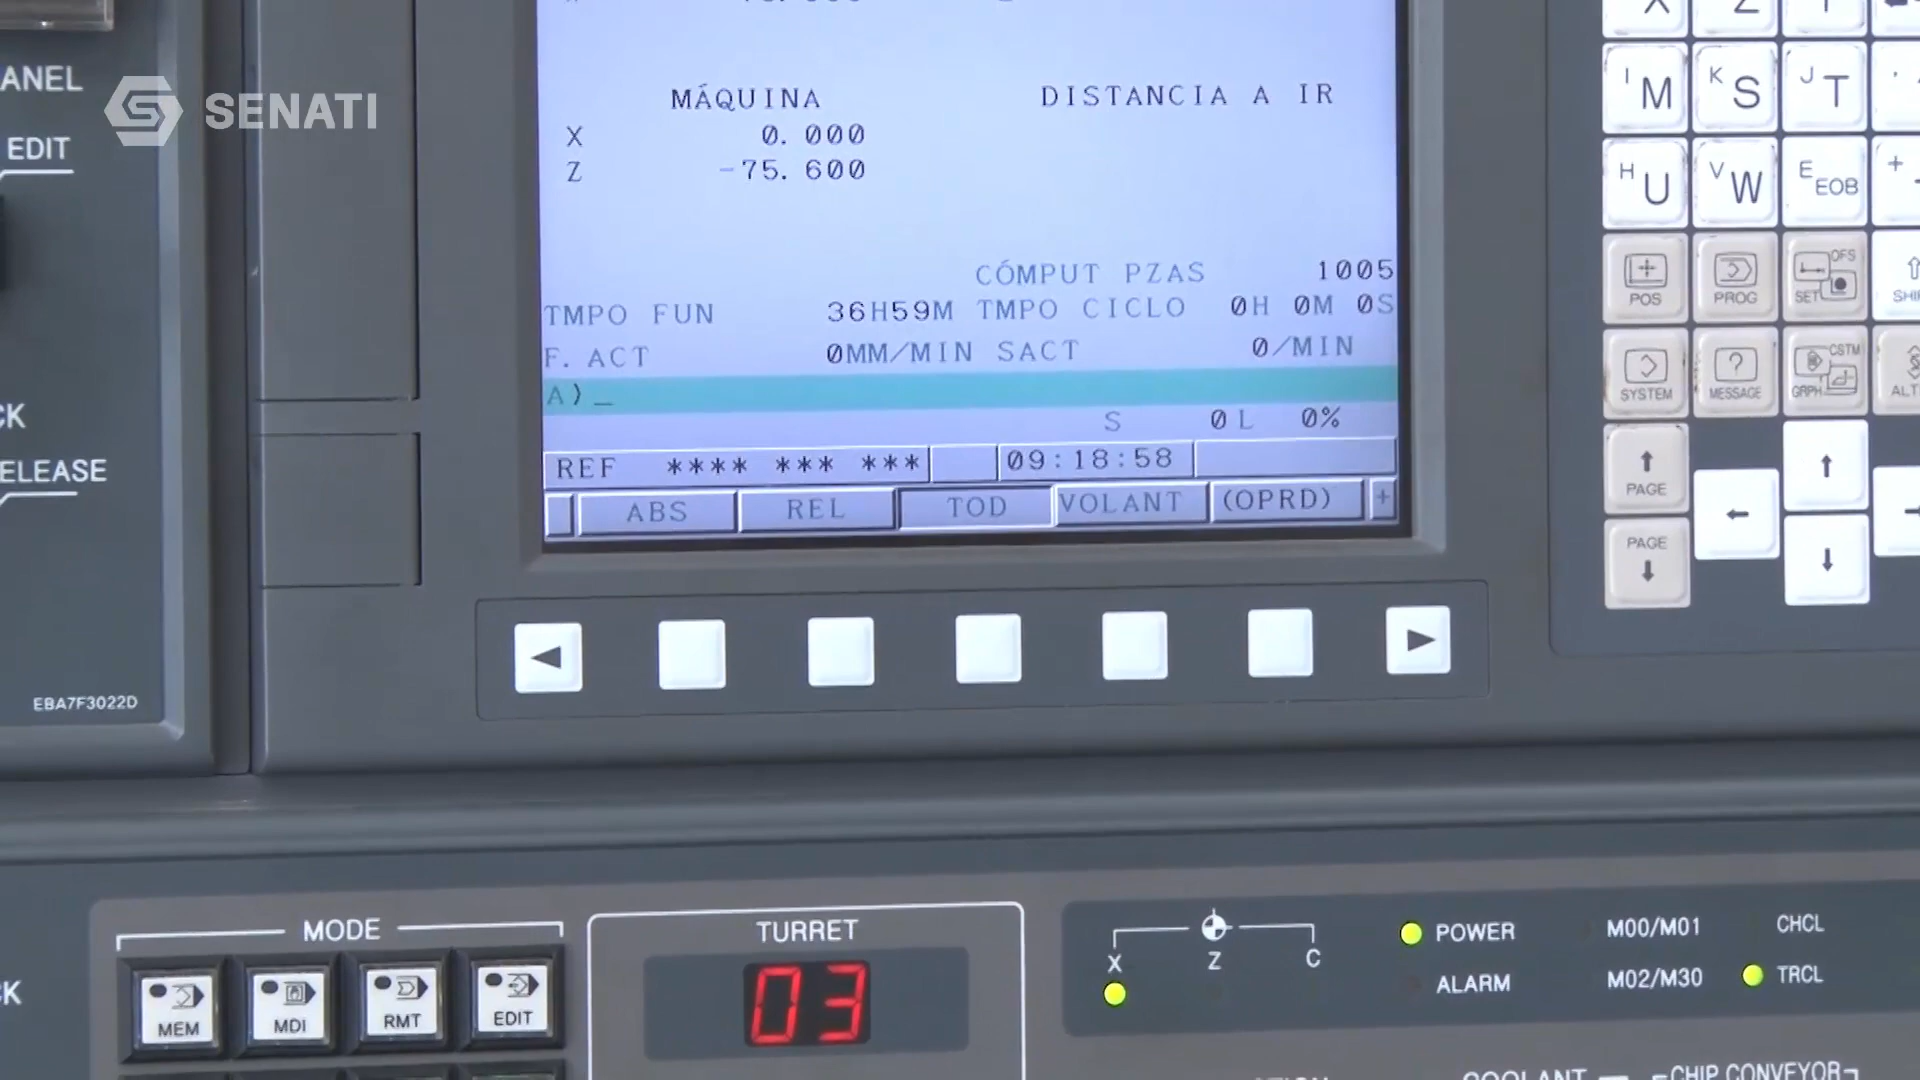 ANEL
SENATI
EDIT
CK
ELEASE
EBA7F3022D
CK
MÁQUINA DISTANCIA A IR
X 0.000
Z -75.600
CÓMPUT PZAS 1005
TMPO FUN 36H59M TMPO CICLO 0H 0M 0S
F. ACT 0MM/MIN SACT 0/MIN
A)_
S 0 L 0%
REF **** *** *** 09:18:58
ABS REL TOD VOLANT (OPRD) +
I M K S J T
H U V W E EOB +
POS PROG OFS SET SHI
SYSTEM MESSAGE CSTM GRPH ALT
↑ PAGE ← ↑
PAGE ↓ ↓
MODE
MEM MDI RMT EDIT
TURRET
03
X Z C
POWER M00/M01 CHCL
ALARM M02/M30 TRCL
COOLANT CHIP CONVEYOR